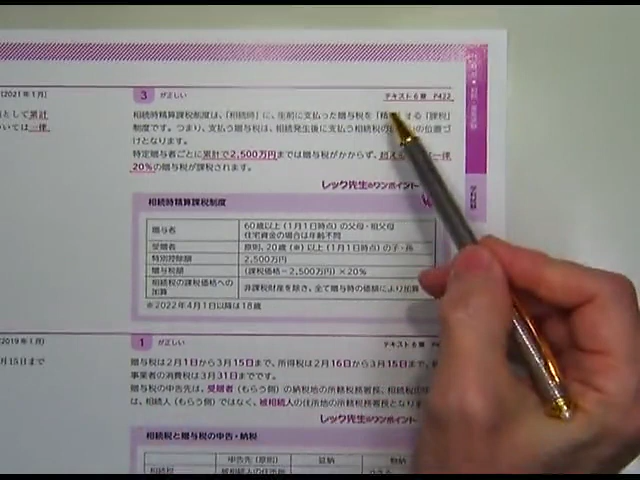 [2021年1月]
3 が正しい テキスト6章 P422
として累計
相続時精算課税制度は、「相続時」に、生前に支払った贈与税を「精 する「課税」
ついては一律
制度です。つまり、支払う贈与税は、相続発生後に支払う相続税の の位置づ
けとなります。
特定贈与者ごとに累計で2,500万円までは贈与税がかからず、超え 一律
20%の贈与税が課税されます。
レック先生のワンポイント
相続時精算課税制度
贈与者 60歳以上(1月1日時点)の父母・祖父母
住宅資金の場合は年齢不問
受贈者 原則、20歳(※)以上(1月1日時点)の子・孫
特別控除額 2,500万円
贈与税額 (課税価格-2,500万円)×20%
相続税の課税価格への
加算 非課税財産を除き、全て贈与時の価額により加算
※2022年4月1日以降は18歳
[2019年1月]
1 が正しい テキスト6章
月15日まで
贈与税は2月1日から3月15日まで、所得税は2月16日から3月15日まで、
事業者の消費税は3月31日までです。
贈与税の申告先は、受贈者(もらう側)の納税地の所轄税務署長、相続税
は、相続人(もらう側)ではなく、被相続人の住所地の所轄税務署長となりま
レック先生のワンポイント
相続税と贈与税の申告・納税
申告先(原則) 延納 物納
相続税 被相続人の住所地